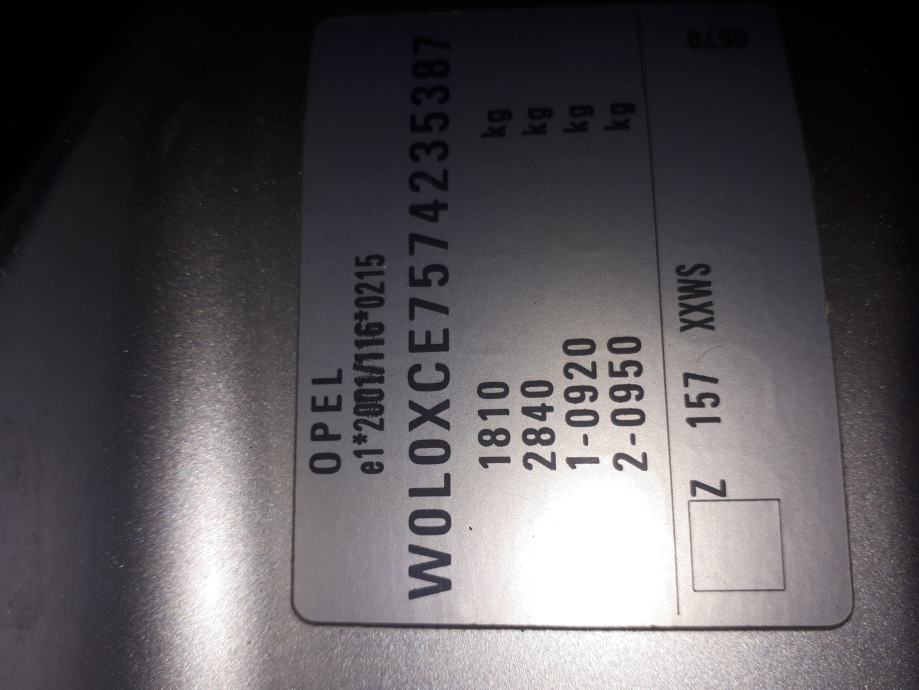 OPEL
e1*2001/116*0215
W0L0XCE7574235387
1810 kg
2840 kg
1-0920 kg
2-0950 kg
Z 157 XXWS